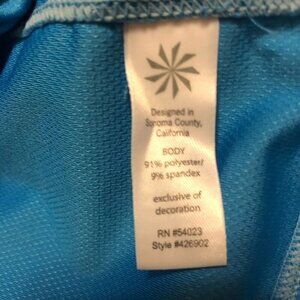 Designed in
Sonoma County,
California
BODY
91% polyester/
9% spandex
exclusive of
decoration
RN #54023
Style #426902